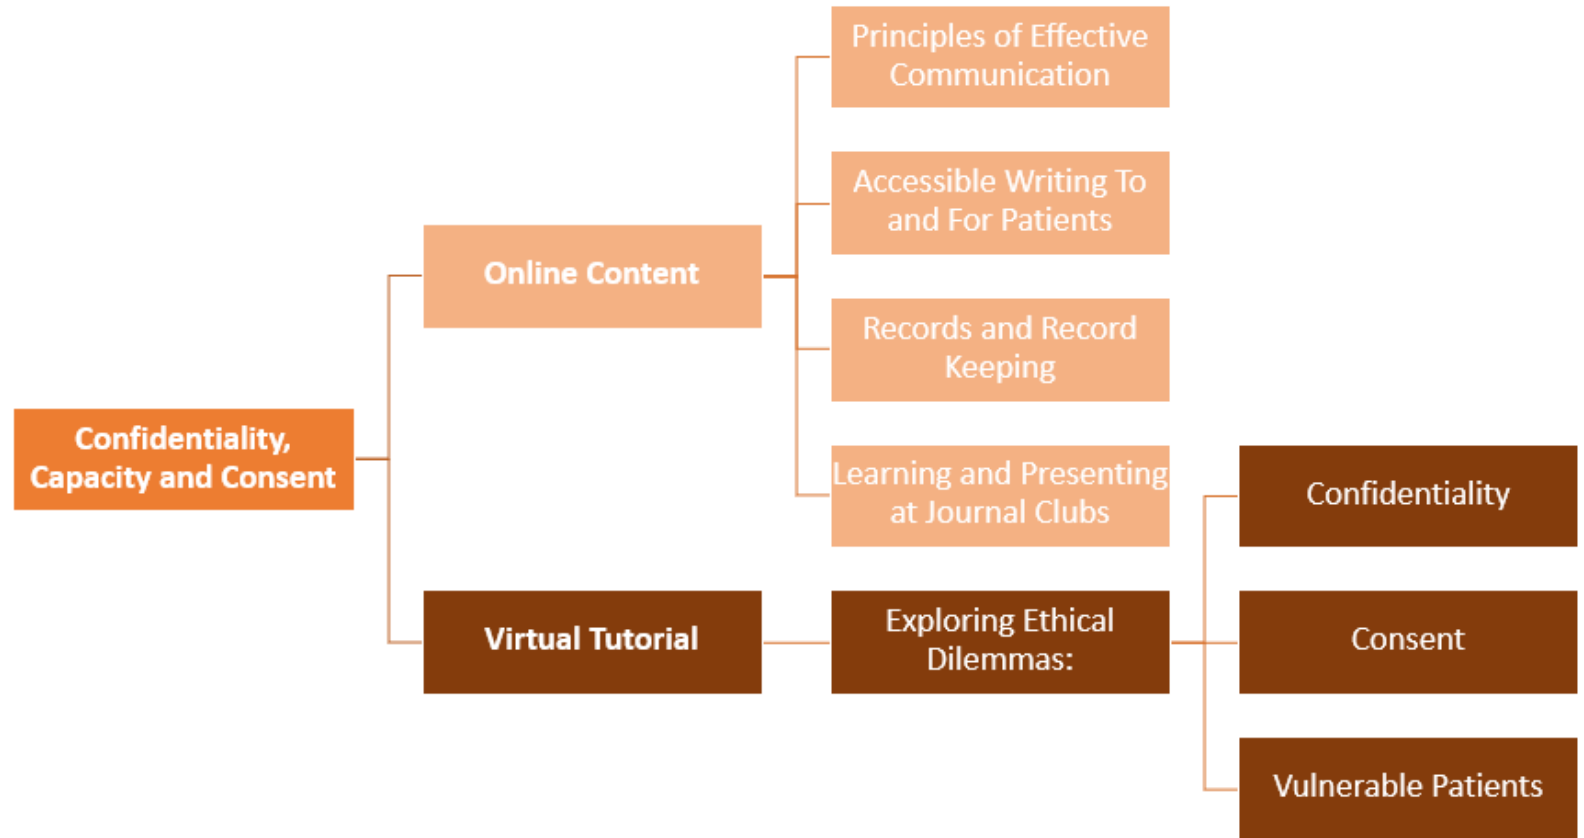 Principles of Effective
Communication
Accessible Writing To
and For Patients
Online Content
Records and Record
Keeping
Confidentiality,
Capacity and Consent
Learning and Presenting
at Journal Clubs
Confidentiality
Virtual Tutorial
Exploring Ethical
Dilemmas:
Consent
Vulnerable Patients